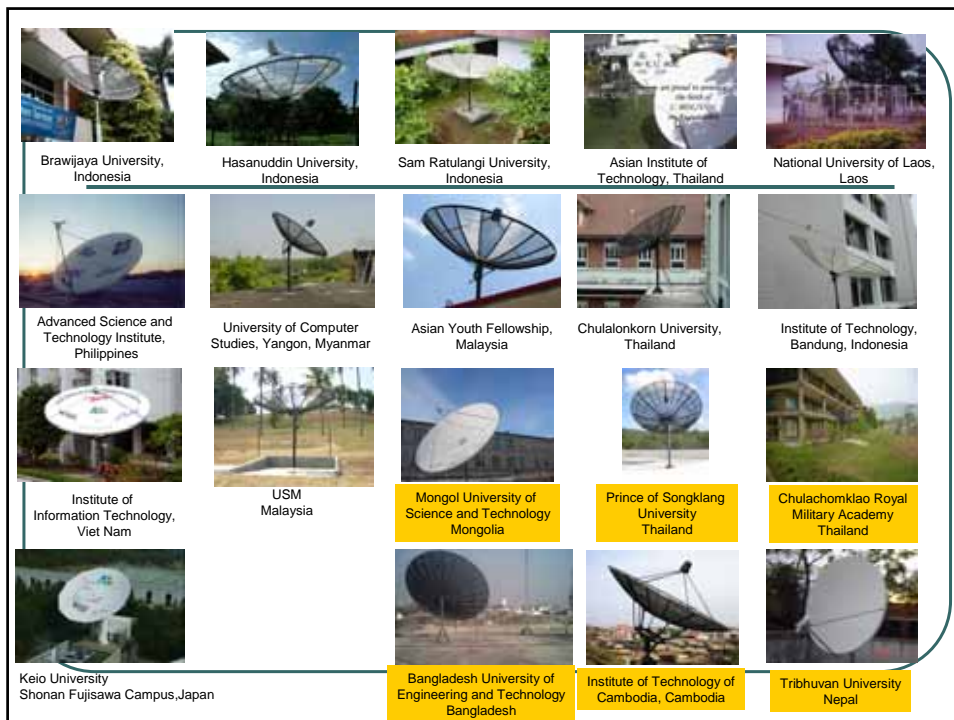 Brawijaya University,
Indonesia
Hasanuddin University,
Indonesia
Sam Ratulangi University,
Indonesia
Asian Institute of
Technology, Thailand
National University of Laos,
Laos
Advanced Science and
Technology Institute,
Philippines
University of Computer
Studies, Yangon, Myanmar
Asian Youth Fellowship,
Malaysia
Chulalonkorn University,
Thailand
Institute of Technology,
Bandung, Indonesia
Institute of
Information Technology,
Viet Nam
USM
Malaysia
Mongol University of
Science and Technology
Mongolia
Prince of Songklang
University
Thailand
Chulachomklao Royal
Military Academy
Thailand
Keio University
Shonan Fujisawa Campus,Japan
Bangladesh University of
Engineering and Technology
Bangladesh
Institute of Technology of
Cambodia, Cambodia
Tribhuvan University
Nepal